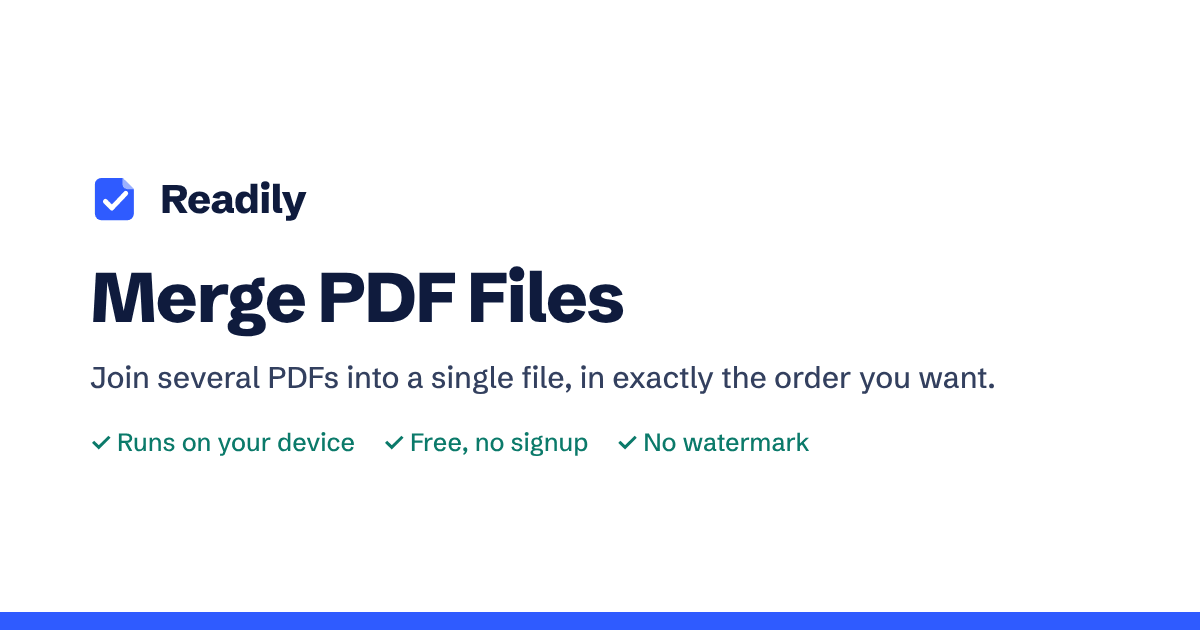 Readily
Merge PDF Files
Join several PDFs into a single file, in exactly the order you want.
✓ Runs on your device ✓ Free, no signup ✓ No watermark